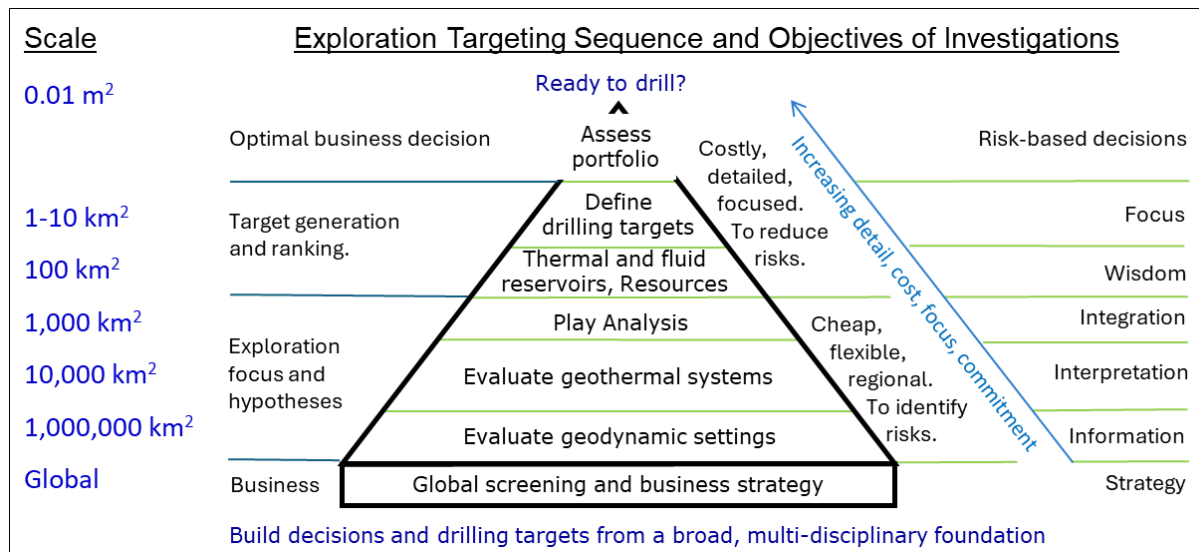 Scale
Exploration Targeting Sequence and Objectives of Investigations
0.01 m²
Ready to drill?
Optimal business decision
Assess
portfolio
Costly,
detailed,
focused.
To reduce
risks.
Risk-based decisions
1-10 km²
Target generation
and ranking.
Define
drilling targets
Focus
100 km²
Thermal and fluid
reservoirs, Resources
Wisdom
Increasing detail, cost, focus, commitment
1,000 km²
Play Analysis
Integration
Exploration
focus and
hypotheses
Cheap,
flexible,
regional.
To identify
risks.
10,000 km²
Evaluate geothermal systems
Interpretation
1,000,000 km²
Evaluate geodynamic settings
Information
Global
Business
Global screening and business strategy
Strategy
Build decisions and drilling targets from a broad, multi-disciplinary foundation